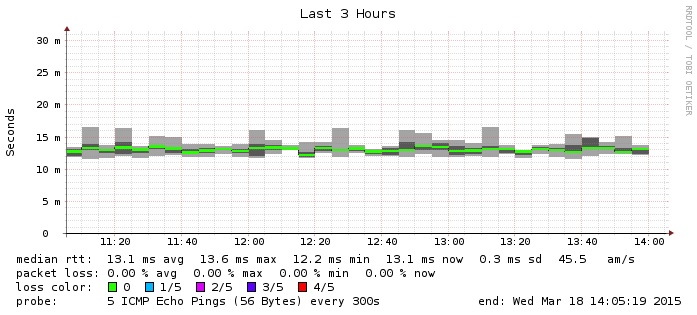 Last 3 Hours
RRDTOOL / TOBI OETIKER
Seconds
30 m
25 m
20 m
15 m
10 m
5 m
0
11:20 11:40 12:00 12:20 12:40 13:00 13:20 13:40 14:00
median rtt: 13.1 ms avg 13.6 ms max 12.2 ms min 13.1 ms now 0.3 ms sd 45.5 am/s
packet loss: 0.00 % avg 0.00 % max 0.00 % min 0.00 % now
loss color: 0 1/5 2/5 3/5 4/5
probe: 5 ICMP Echo Pings (56 Bytes) every 300s end: Wed Mar 18 14:05:19 2015